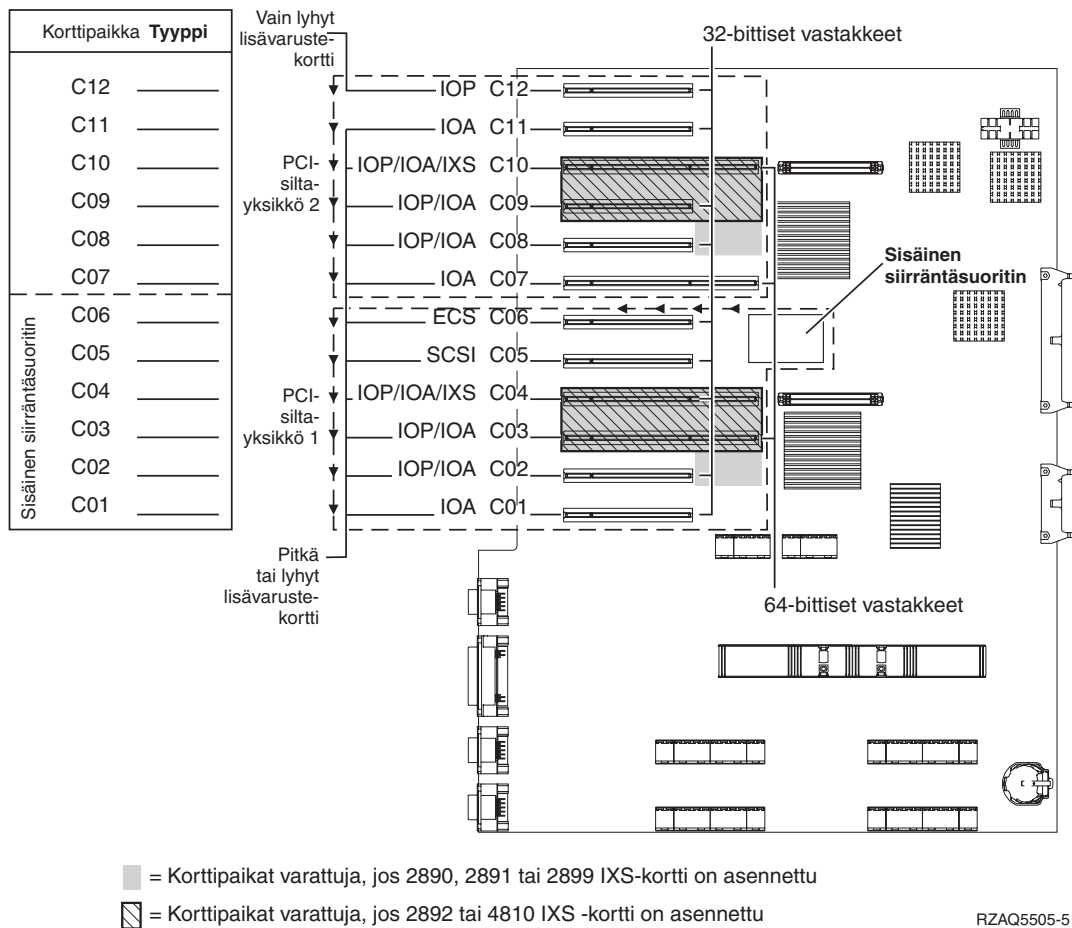 Korttipaikka Tyyppi
C12
C11
C10
C09
C08
C07
C06
C05
C04
C03
C02
C01
Sisäinen siirräntäsuoritin
Vain lyhyt
lisävaruste-
kortti
32-bittiset vastakkeet
IOP C12
IOA C11
IOP/IOA/IXS C10
IOP/IOA C09
IOP/IOA C08
IOA C07
ECS C06
SCSI C05
IOP/IOA/IXS C04
IOP/IOA C03
IOP/IOA C02
IOA C01
PCI-
silta-
yksikkö 2
PCI-
silta-
yksikkö 1
Sisäinen
siirräntäsuoritin
Pitkä
tai lyhyt
lisävaruste-
kortti
64-bittiset vastakkeet
= Korttipaikat varattuja, jos 2890, 2891 tai 2899 IXS-kortti on asennettu
= Korttipaikat varattuja, jos 2892 tai 4810 IXS -kortti on asennettu
RZAQ5505-5